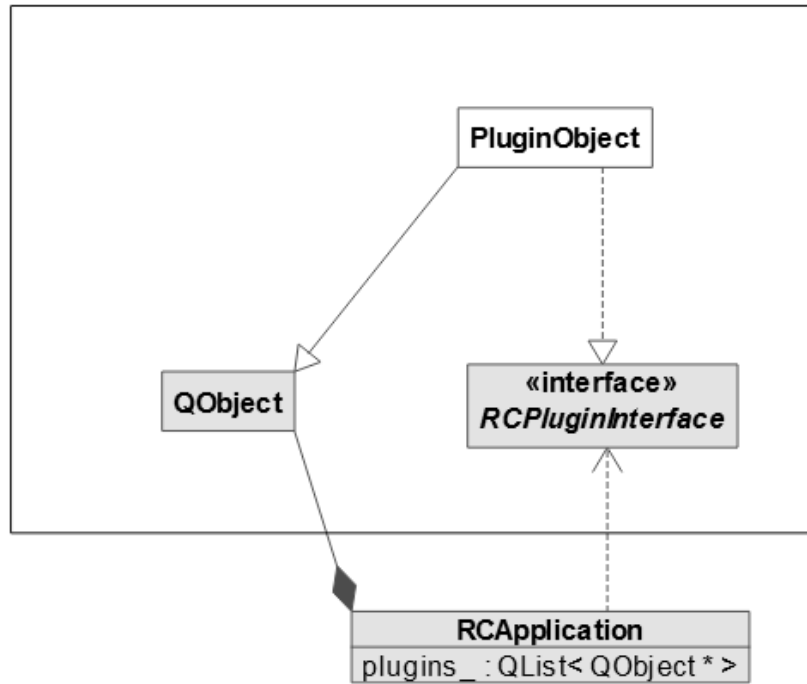 PluginObject
QObject
«interface»
RCPluginInterface
RCApplication
plugins_ : QList< QObject * >